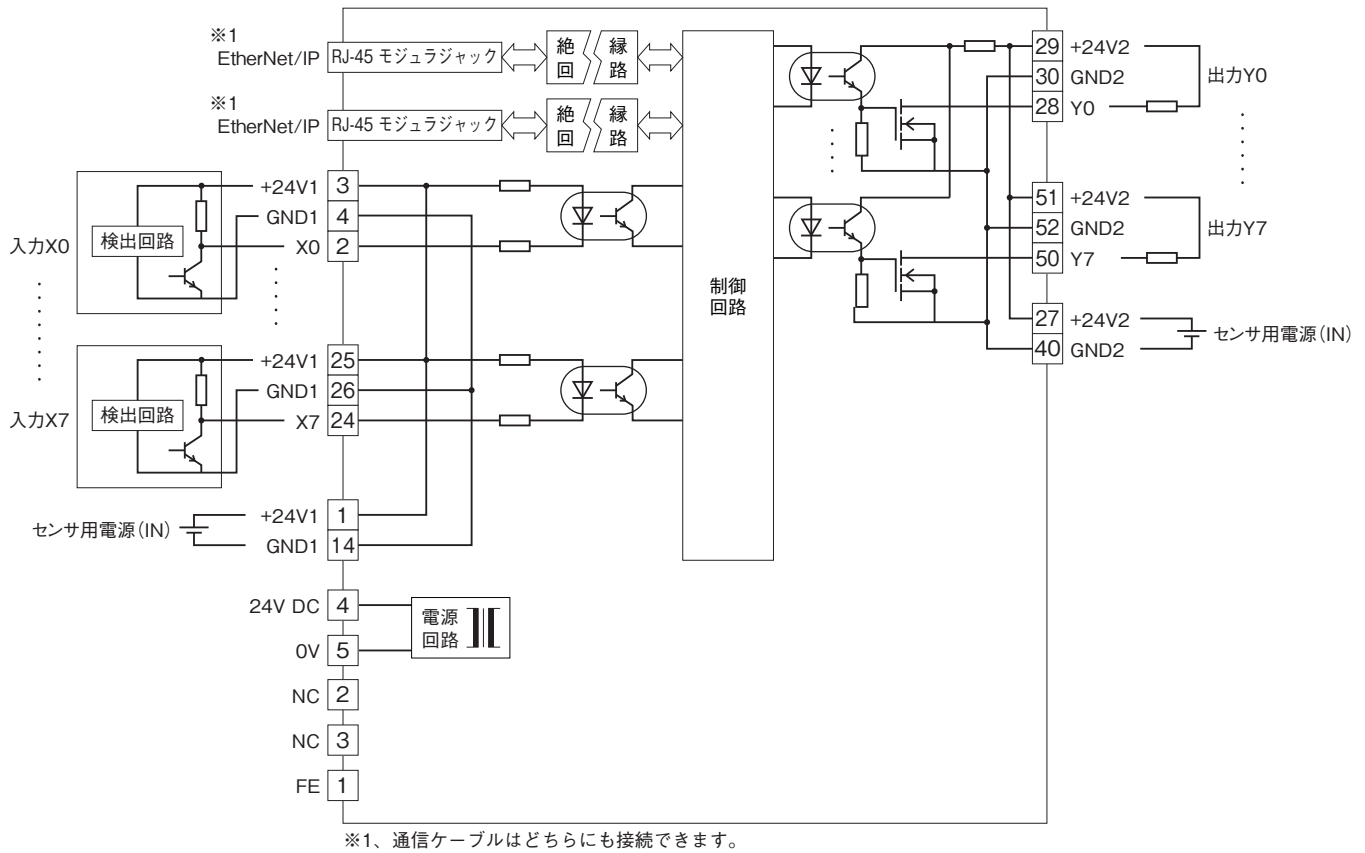 ※1
EtherNet/IP RJ-45 モジュラジャック 絶縁回路
※1
EtherNet/IP RJ-45 モジュラジャック 絶縁回路
入力X0
検出回路
+24V1 3
GND1 4
X0 2
入力X7
検出回路
+24V1 25
GND1 26
X7 24
センサ用電源(IN)
+24V1 1
GND1 14
24V DC 4
0V 5
電源
回路
NC 2
NC 3
FE 1
制御
回路
29 +24V2
30 GND2
28 Y0
出力Y0
51 +24V2
52 GND2
50 Y7
出力Y7
27 +24V2
40 GND2
センサ用電源(IN)
※1、通信ケーブルはどちらにも接続できます。